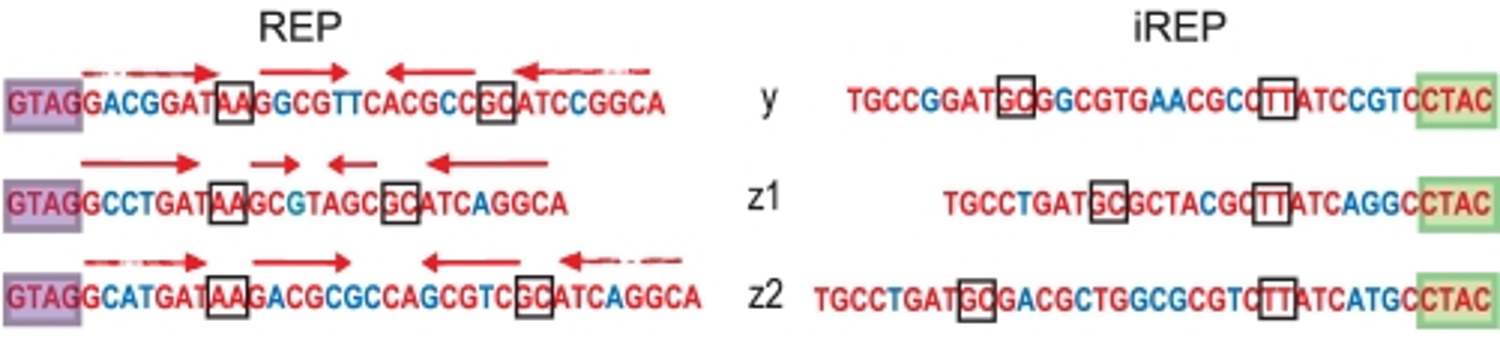 REP iREP
GTAGGACGGATAAGGCGTTCACGCCGCATCCGGCA y TGCCGGATGCGGCGTGAACGCCTTATCCGTCCTAC
GTAGGCCTGATAAGCGTAGCGCATCAGGCA z1 TGCCTGATGCGCTACGCTTATCAGGCCTAC
GTAGGCATGATAAGACGCGCCAGCGTCGCATCAGGCA z2 TGCCTGATGCGACGCTGGCGCGTCTTATCATGCCTAC